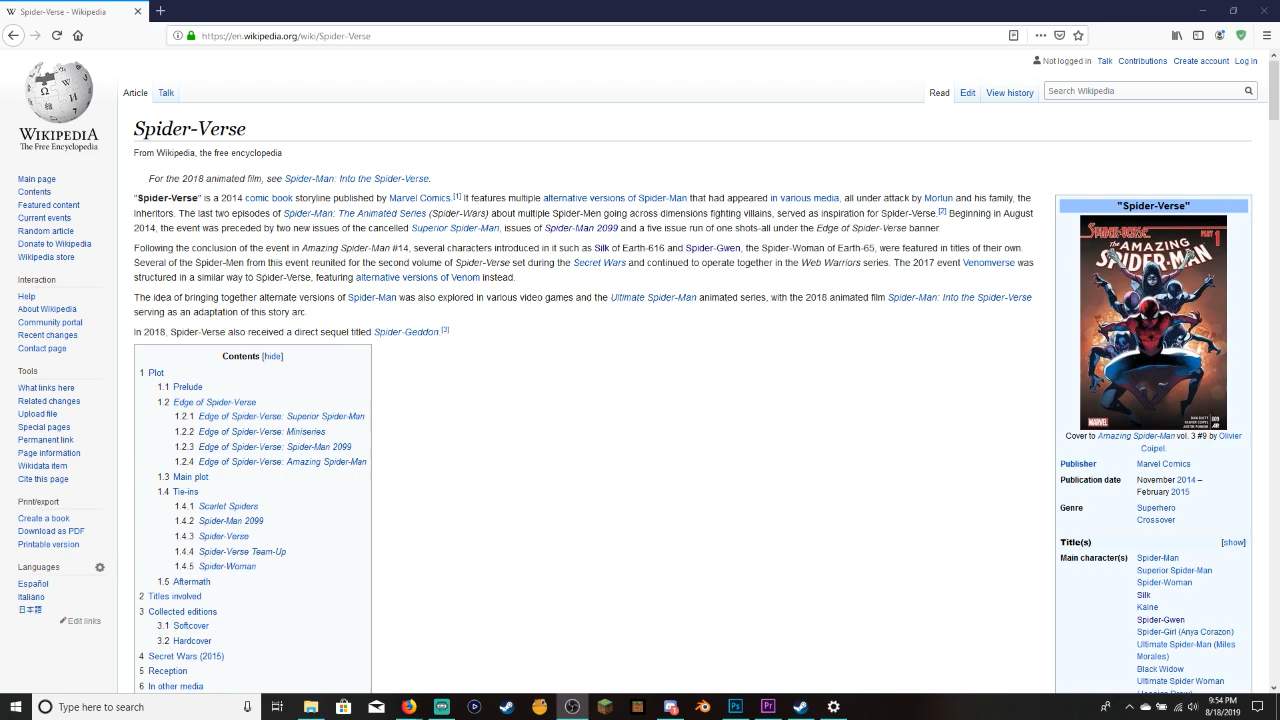 Spider-Verse - Wikipedia
https://en.wikipedia.org/wiki/Spider-Verse
Not logged in Talk Contributions Create account Log in
Article Talk Read Edit View history Search Wikipedia
WIKIPEDIA
The Free Encyclopedia
Main page
Contents
Featured content
Current events
Random article
Donate to Wikipedia
Wikipedia store
Interaction
Help
About Wikipedia
Community portal
Recent changes
Contact page
Tools
What links here
Related changes
Upload file
Special pages
Permanent link
Page information
Wikidata item
Cite this page
Print/export
Create a book
Download as PDF
Printable version
Languages
Español
Italiano
日本語
Edit links
Spider-Verse
From Wikipedia, the free encyclopedia
For the 2018 animated film, see Spider-Man: Into the Spider-Verse.
"Spider-Verse" is a 2014 comic book storyline published by Marvel Comics.[1] It features multiple alternative versions of Spider-Man that had appeared in various media, all under attack by Morlun and his family, the
Inheritors. The last two episodes of Spider-Man: The Animated Series (Spider-Wars) about multiple Spider-Men going across dimensions fighting villains, served as inspiration for Spider-Verse.[2] Beginning in August
2014, the event was preceded by two new issues of the cancelled Superior Spider-Man, issues of Spider-Man 2099 and a five issue run of one shots-all under the Edge of Spider-Verse banner.
Following the conclusion of the event in Amazing Spider-Man #14, several characters introduced in it such as Silk of Earth-616 and Spider-Gwen, the Spider-Woman of Earth-65, were featured in titles of their own.
Several of the Spider-Men from this event reunited for the second volume of Spider-Verse set during the Secret Wars and continued to operate together in the Web Warriors series. The 2017 event Venomverse was
structured in a similar way to Spider-Verse, featuring alternative versions of Venom instead.
The idea of bringing together alternate versions of Spider-Man was also explored in various video games and the Ultimate Spider-Man animated series, with the 2018 animated film Spider-Man: Into the Spider-Verse
serving as an adaptation of this story arc.
In 2018, Spider-Verse also received a direct sequel titled Spider-Geddon.[3]
Contents [hide]
1 Plot
1.1 Prelude
1.2 Edge of Spider-Verse
1.2.1 Edge of Spider-Verse: Superior Spider-Man
1.2.2 Edge of Spider-Verse: Miniseries
1.2.3 Edge of Spider-Verse: Spider-Man 2099
1.2.4 Edge of Spider-Verse: Amazing Spider-Man
1.3 Main plot
1.4 Tie-ins
1.4.1 Scarlet Spiders
1.4.2 Spider-Man 2099
1.4.3 Spider-Verse
1.4.4 Spider-Verse Team-Up
1.4.5 Spider-Woman
1.5 Aftermath
2 Titles involved
3 Collected editions
3.1 Softcover
3.2 Hardcover
4 Secret Wars (2015)
5 Reception
6 In other media
"Spider-Verse"
SPIDER-VERSE PART 1
THE AMAZING
SPIDER-MAN
MARVEL
Cover to Amazing Spider-Man vol. 3 #9 by Olivier
Coipel.
Publisher Marvel Comics
Publication date November 2014 –
February 2015
Genre Superhero
Crossover
Title(s) [show]
Main character(s) Spider-Man
Superior Spider-Man
Spider-Woman
Silk
Kaine
Spider-Gwen
Spider-Girl (Anya Corazon)
Ultimate Spider-Man (Miles
Morales)
Black Widow
Ultimate Spider Woman
Type here to search
9:54 PM
8/18/2019